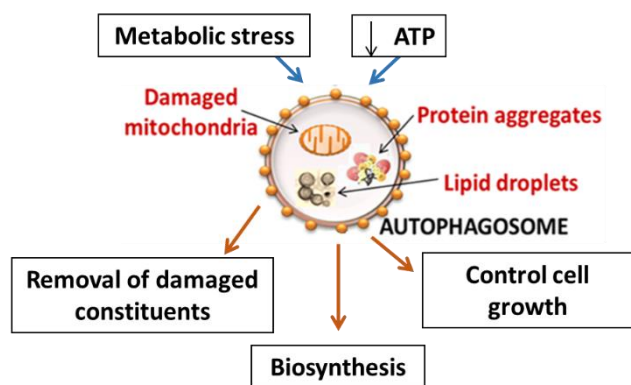 Metabolic stress
↓ ATP
Damaged
mitochondria
Protein aggregates
Lipid droplets
AUTOPHAGOSOME
Removal of damaged
constituents
Control cell
growth
Biosynthesis